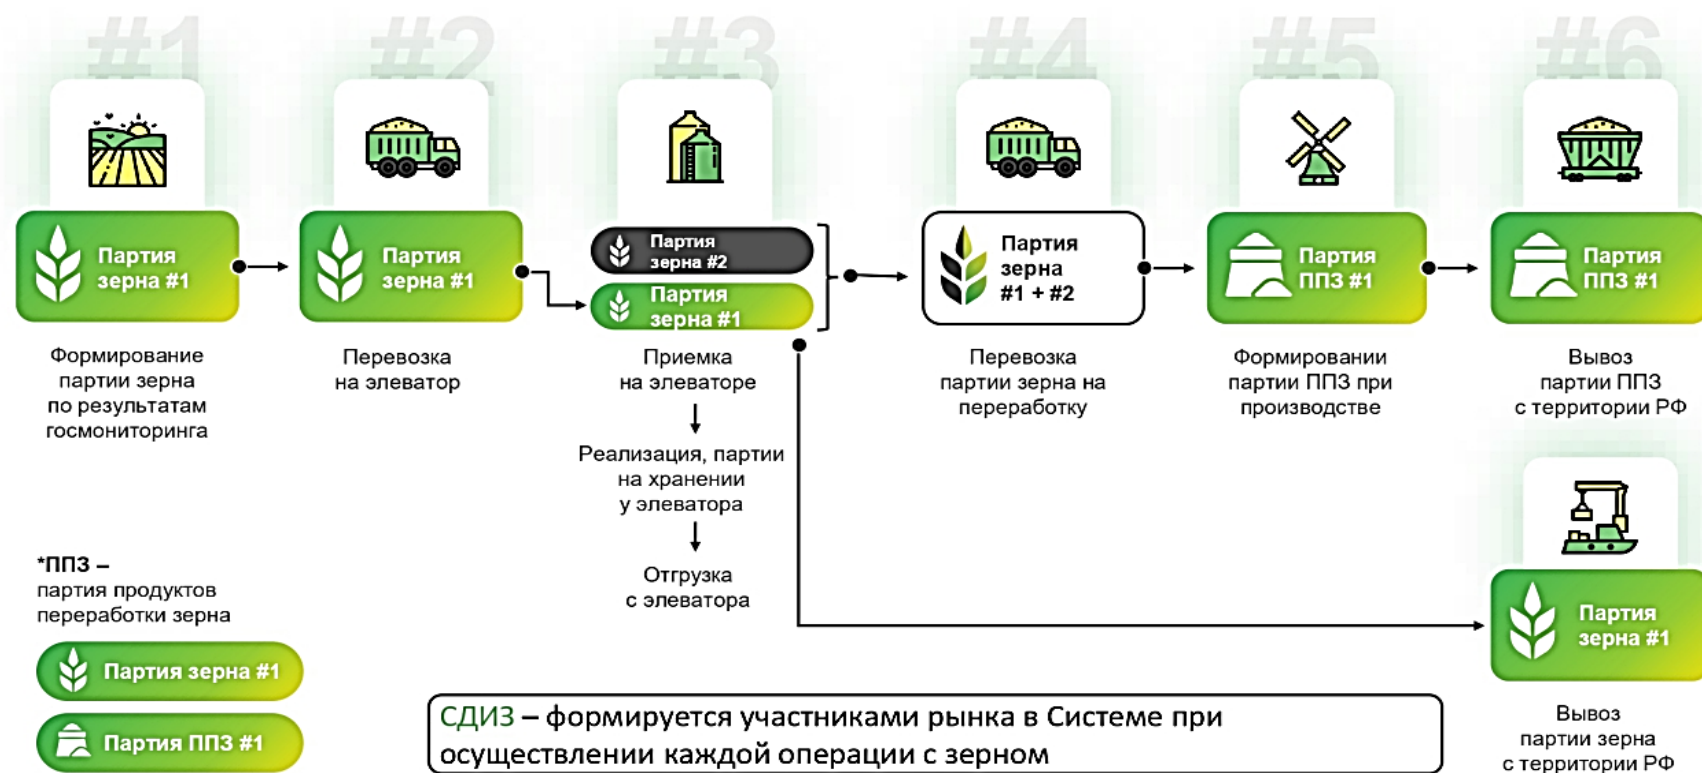 #1
#2
#3
#4
#5
#6
Партия
зерна #1
Формирование
партии зерна
по результатам
госмониторинга
Партия
зерна #1
Перевозка
на элеватор
Партия
зерна #2
Партия
зерна #1
Приемка
на элеваторе
Реализация, партии
на хранении
у элеватора
Отгрузка
с элеватора
Партия
зерна
#1 + #2
Перевозка
партии зерна на
переработку
Партия
ППЗ #1
Формировании
партии ППЗ при
производстве
Партия
ППЗ #1
Вывоз
партии ППЗ
с территории РФ
Партия
зерна #1
Вывоз
партии зерна
с территории РФ
*ППЗ –
партия продуктов
переработки зерна
Партия зерна #1
Партия ППЗ #1
СДИЗ – формируется участниками рынка в Системе при
осуществлении каждой операции с зерном